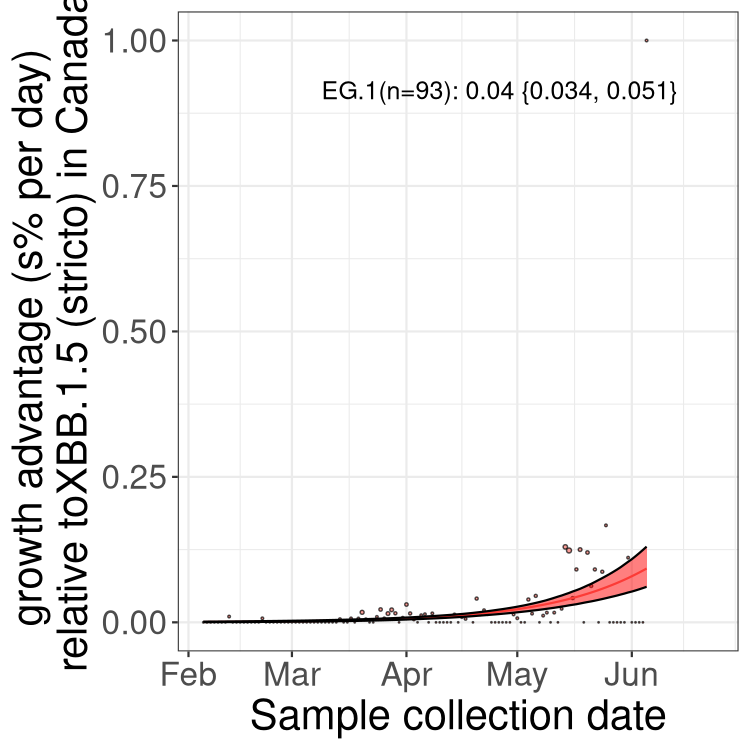 growth advantage (s% per day)
relative toXBB.1.5 (stricto) in Canada
1.00
0.75
0.50
0.25
0.00
EG.1(n=93): 0.04 {0.034, 0.051}
Feb Mar Apr May Jun
Sample collection date